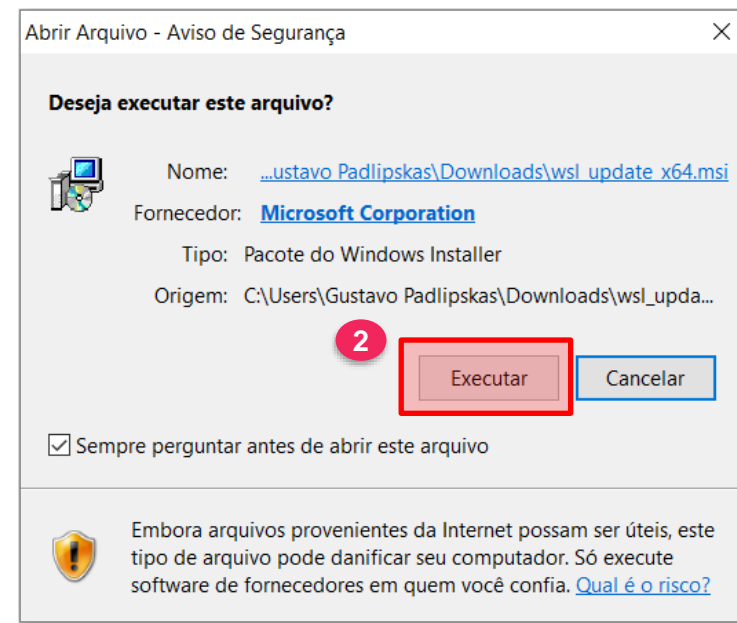 Abrir Arquivo - Aviso de Segurança
Deseja executar este arquivo?
Nome: ...ustavo Padlipskas\Downloads\wsl_update_x64.msi
Fornecedor: Microsoft Corporation
Tipo: Pacote do Windows Installer
Origem: C:\Users\Gustavo Padlipskas\Downloads\wsl_upda...
2
Executar Cancelar
Sempre perguntar antes de abrir este arquivo
Embora arquivos provenientes da Internet possam ser úteis, este
tipo de arquivo pode danificar seu computador. Só execute
software de fornecedores em quem você confia. Qual é o risco?